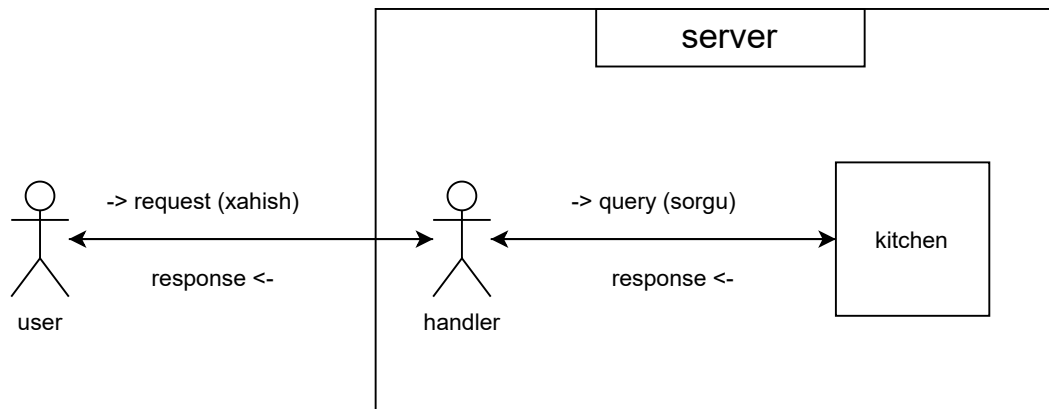 server
-> request (xahish)
-> query (sorgu)
kitchen
response <-
response <-
user
handler